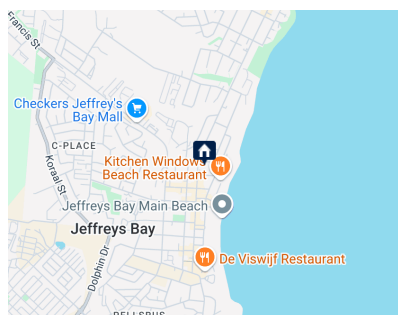 Francis St
Checkers Jeffrey's
Bay Mall
C-PLACE
Koraal St
Kitchen Windows
Beach Restaurant
Jeffreys Bay Main Beach
Jeffreys Bay
De Viswijf Restaurant
Dolphin Dr